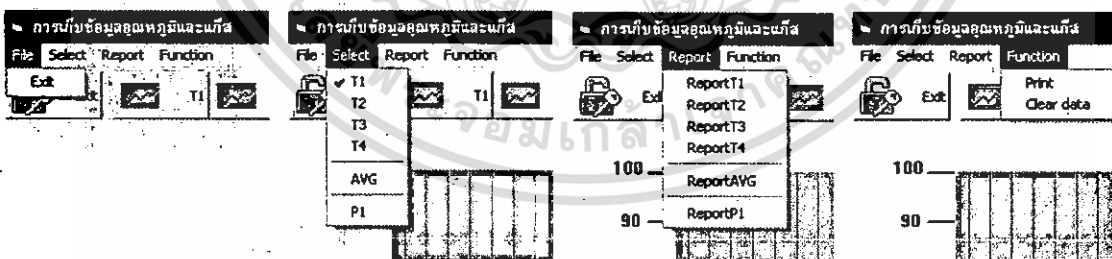 การเก็บข้อมูลอุณหภูมิและแก๊ส
File Select Report Function
Exit
T1
การเก็บข้อมูลอุณหภูมิและแก๊ส
File Select Report Function
T1
T2
T3
T4
AVG
P1
T1
การเก็บข้อมูลอุณหภูมิและแก๊ส
File Select Report Function
ReportT1
ReportT2
ReportT3
ReportT4
ReportAVG
ReportP1
100
90
การเก็บข้อมูลอุณหภูมิและแก๊ส
File Select Report Function
Exit
Print
Clear data
100
90